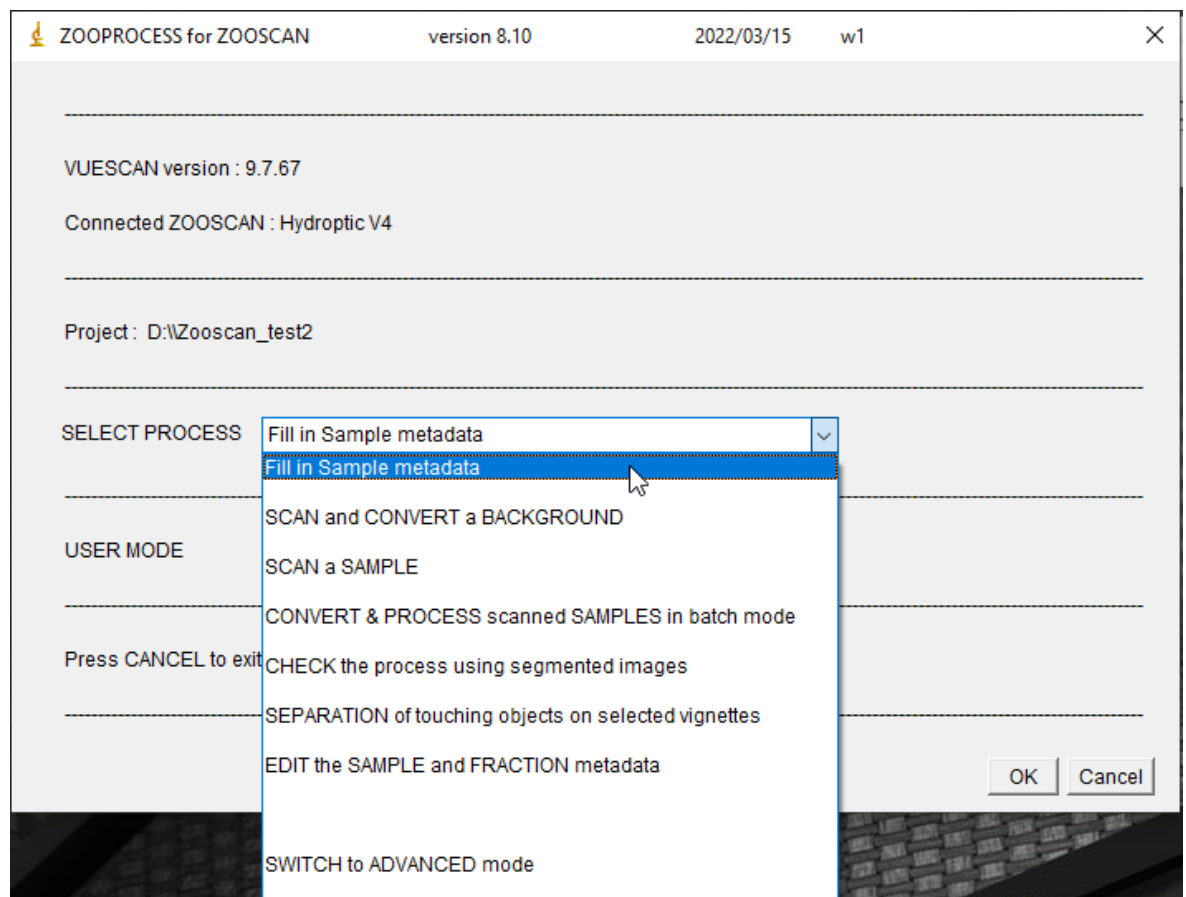 ZOOPROCESS for ZOOSCAN version 8.10 2022/03/15 w1
VUESCAN version : 9.7.67
Connected ZOOSCAN : Hydroptic V4
Project : D:\\Zooscan_test2
SELECT PROCESS Fill in Sample metadata
Fill in Sample metadata
SCAN and CONVERT a BACKGROUND
USER MODE
SCAN a SAMPLE
CONVERT & PROCESS scanned SAMPLES in batch mode
Press CANCEL to exit
CHECK the process using segmented images
SEPARATION of touching objects on selected vignettes
EDIT the SAMPLE and FRACTION metadata
OK Cancel
SWITCH to ADVANCED mode